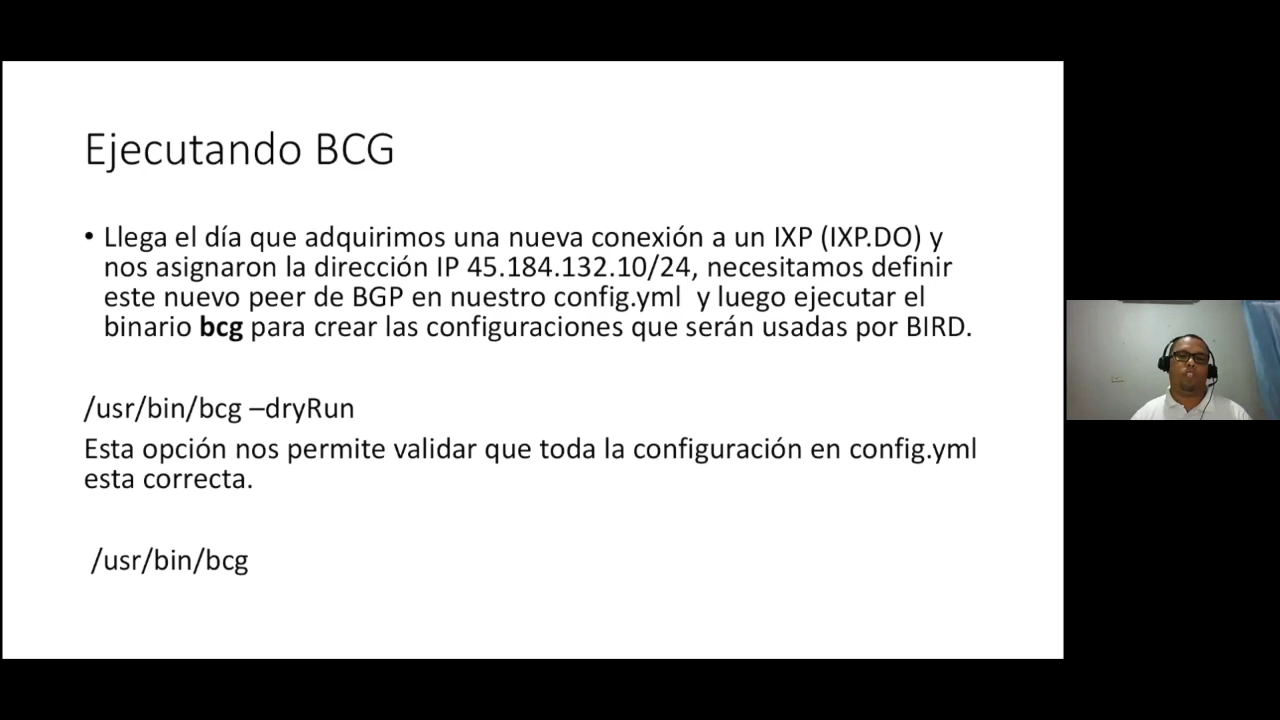 Ejecutando BCG
• Llega el día que adquirimos una nueva conexión a un IXP (IXP.DO) y
nos asignaron la dirección IP 45.184.132.10/24, necesitamos definir
este nuevo peer de BGP en nuestro config.yml  y luego ejecutar el
binario bcg para crear las configuraciones que serán usadas por BIRD.
/usr/bin/bcg –dryRun
Esta opción nos permite validar que toda la configuración en config.yml
esta correcta.
/usr/bin/bcg